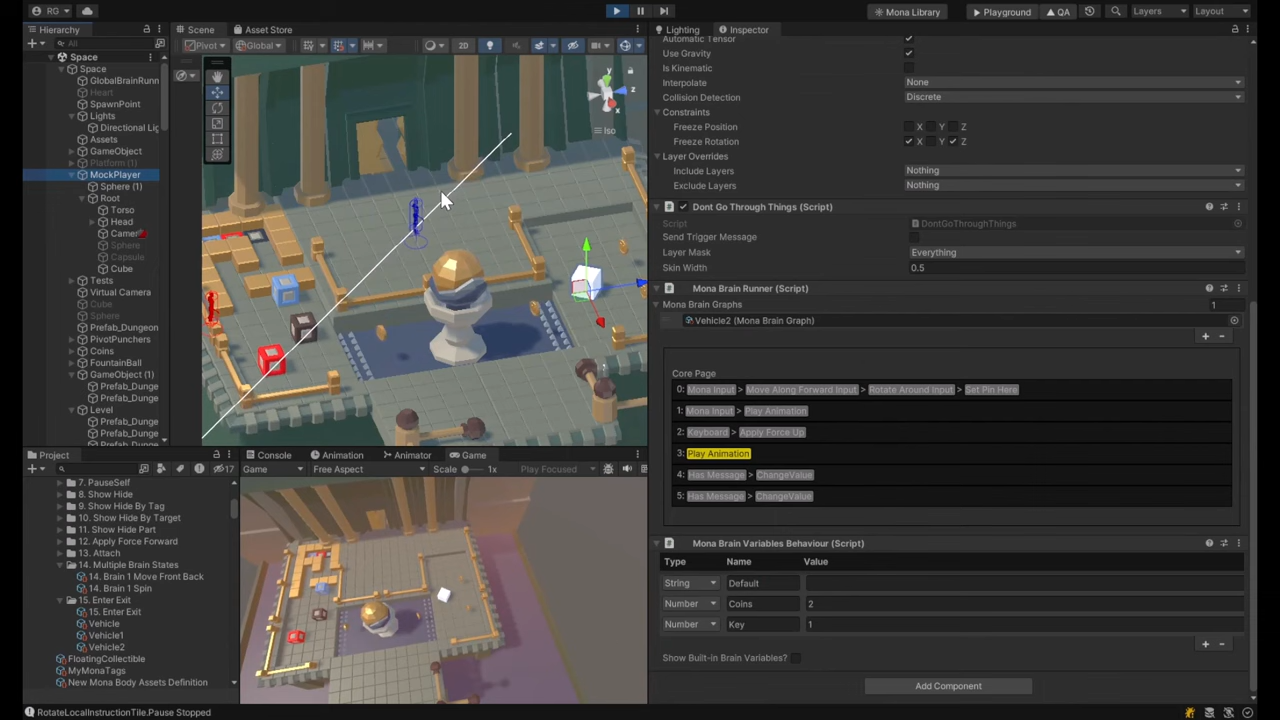 RG
Mona Library
Playground
QA
Layers
Layout
Hierarchy
Scene
Asset Store
Lighting
Inspector
All
Pivot
Global
2D
y
z
x
Iso
Space
Space
GlobalBrainRunn
Heart
SpawnPoint
Lights
Directional Lig
Assets
GameObject
Platform (1)
MockPlayer
Sphere (1)
Root
Torso
Head
Camer
Sphere
Capsule
Cube
Tests
Virtual Camera
Cube
Sphere
Prefab_Dungeon
PivotPunchers
Coins
FountainBall
GameObject (1)
Prefab_Dunge
Prefab_Dunge
Level
Prefab_Dunge
Prefab_Dunge
Automatic Tensor
Use Gravity
Is Kinematic
Interpolate None
Collision Detection Discrete
Constraints
Freeze Position X Y Z
Freeze Rotation X Y Z
Layer Overrides
Include Layers Nothing
Exclude Layers Nothing
# Dont Go Through Things (Script)
Script DontGoThroughThings
Send Trigger Message
Layer Mask Everything
Skin Width 0.5
# Mona Brain Runner (Script)
Mona Brain Graphs 1
Vehicle2 (Mona Brain Graph)
Core Page
0: Mona Input > Move Along Forward Input > Rotate Around Input > Set Pin Here
1: Mona Input > Play Animation
2: Keyboard > Apply Force Up
3: Play Animation
4: Has Message > ChangeValue
5: Has Message > ChangeValue
# Mona Brain Variables Behaviour (Script)
Type Name Value
String Default
Number Coins 2
Number Key 1
Show Built-in Brain Variables?
Add Component
Project
Console
Animation
Animator
Game
17
Game
Free Aspect
Scale 1x
Play Focused
7. PauseSelf
8. Show Hide
9. Show Hide By Tag
10. Show Hide By Target
11. Show Hide Part
12. Apply Force Forward
13. Attach
14. Multiple Brain States
14. Brain 1 Move Front Back
14. Brain 1 Spin
15. Enter Exit
15. Enter Exit
Vehicle
Vehicle1
Vehicle2
FloatingCollectible
MyMonaTags
New Mona Body Assets Definition
RotateLocalInstructionTile.Pause Stopped